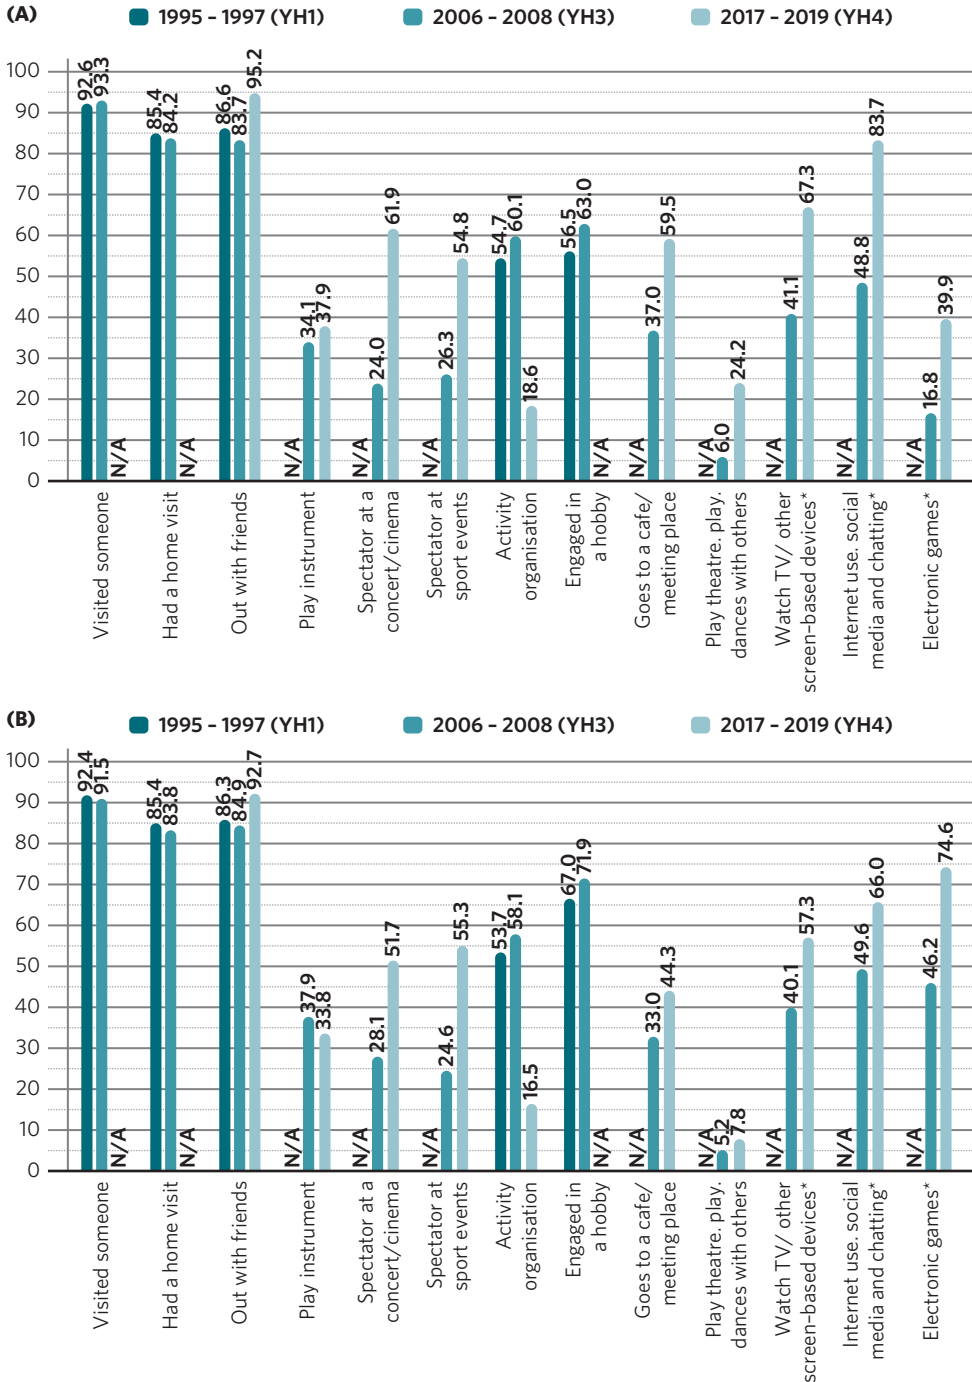 (A)
1995 – 1997 (YH1)
2006 – 2008 (YH3)
2017 – 2019 (YH4)
100
90
80
70
60
50
40
30
20
10
0
92.6
93.3
N/A
85.4
84.2
N/A
86.6
83.7
95.2
N/A
34.1
37.9
N/A
24.0
61.9
N/A
26.3
54.8
54.7
60.1
18.6
56.5
63.0
N/A
N/A
37.0
59.5
N/A
6.0
24.2
N/A
41.1
67.3
N/A
48.8
83.7
N/A
16.8
39.9
Visited someone
Had a home visit
Out with friends
Play instrument
Spectator at a
concert/cinema
Spectator at
sport events
Activity
organisation
Engaged in
a hobby
Goes to a cafe/
meeting place
Play theatre. play.
dances with others
Watch TV/ other
screen-based devices*
Internet use. social
media and chatting*
Electronic games*
(B)
1995 – 1997 (YH1)
2006 – 2008 (YH3)
2017 – 2019 (YH4)
100
90
80
70
60
50
40
30
20
10
0
92.4
91.5
N/A
85.4
83.8
N/A
86.3
84.9
92.7
N/A
37.9
33.8
N/A
28.1
51.7
N/A
24.6
55.3
53.7
58.1
16.5
67.0
71.9
N/A
N/A
33.0
44.3
N/A
5.2
7.8
N/A
40.1
57.3
N/A
49.6
66.0
N/A
46.2
74.6
Visited someone
Had a home visit
Out with friends
Play instrument
Spectator at a
concert/cinema
Spectator at
sport events
Activity
organisation
Engaged in
a hobby
Goes to a cafe/
meeting place
Play theatre. play.
dances with others
Watch TV/ other
screen-based devices*
Internet use. social
media and chatting*
Electronic games*